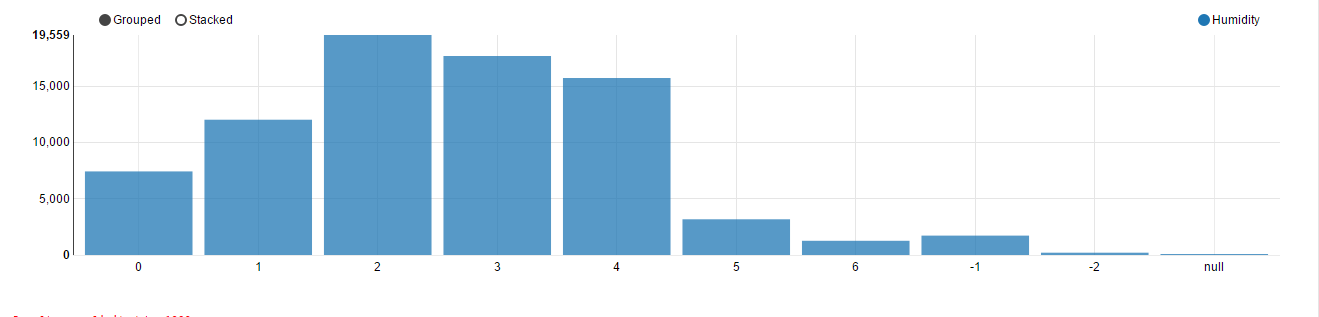 Grouped Stacked Humidity
19,559
15,000
10,000
5,000
0
0 1 2 3 4 5 6 -1 -2 null